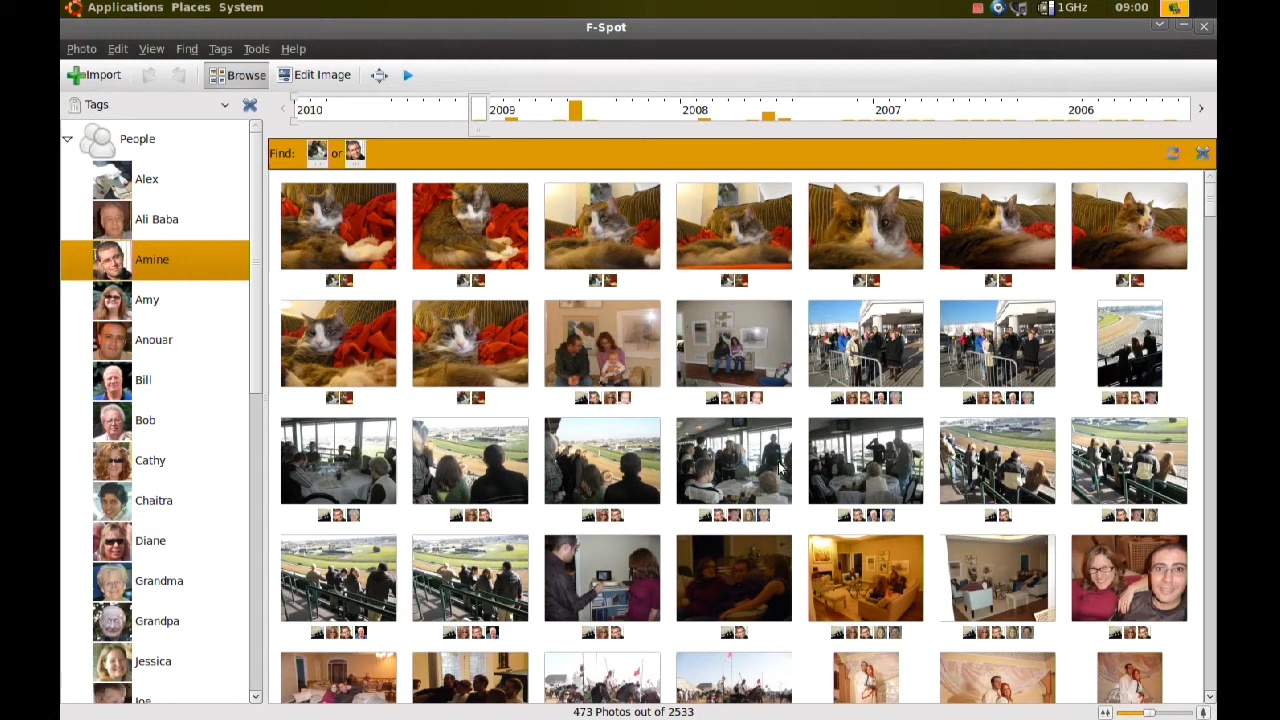 Applications Places System 1GHz 09:00
F-Spot
Photo Edit View Find Tags Tools Help
Import Browse Edit Image
Tags
2010 2009 2008 2007 2006
Find: or
People
Alex
Ali Baba
Amine
Amy
Anouar
Bill
Bob
Cathy
Chaitra
Diane
Grandma
Grandpa
Jessica
Joe
473 Photos out of 2533